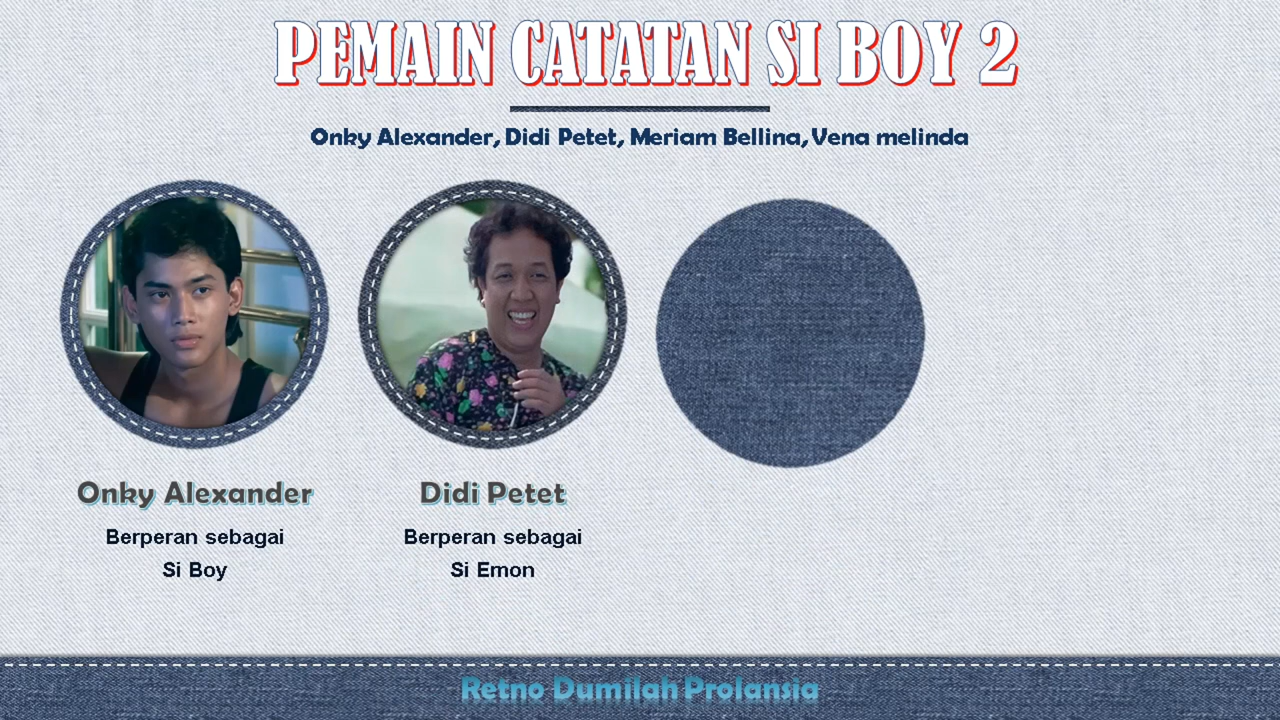 PEMAIN CATATAN SI BOY 2
Onky Alexander, Didi Petet, Meriam Bellina, Vena melinda
Onky Alexander
Berperan sebagai
Si Boy
Didi Petet
Berperan sebagai
Si Emon
Retno Dumilah Prolansia